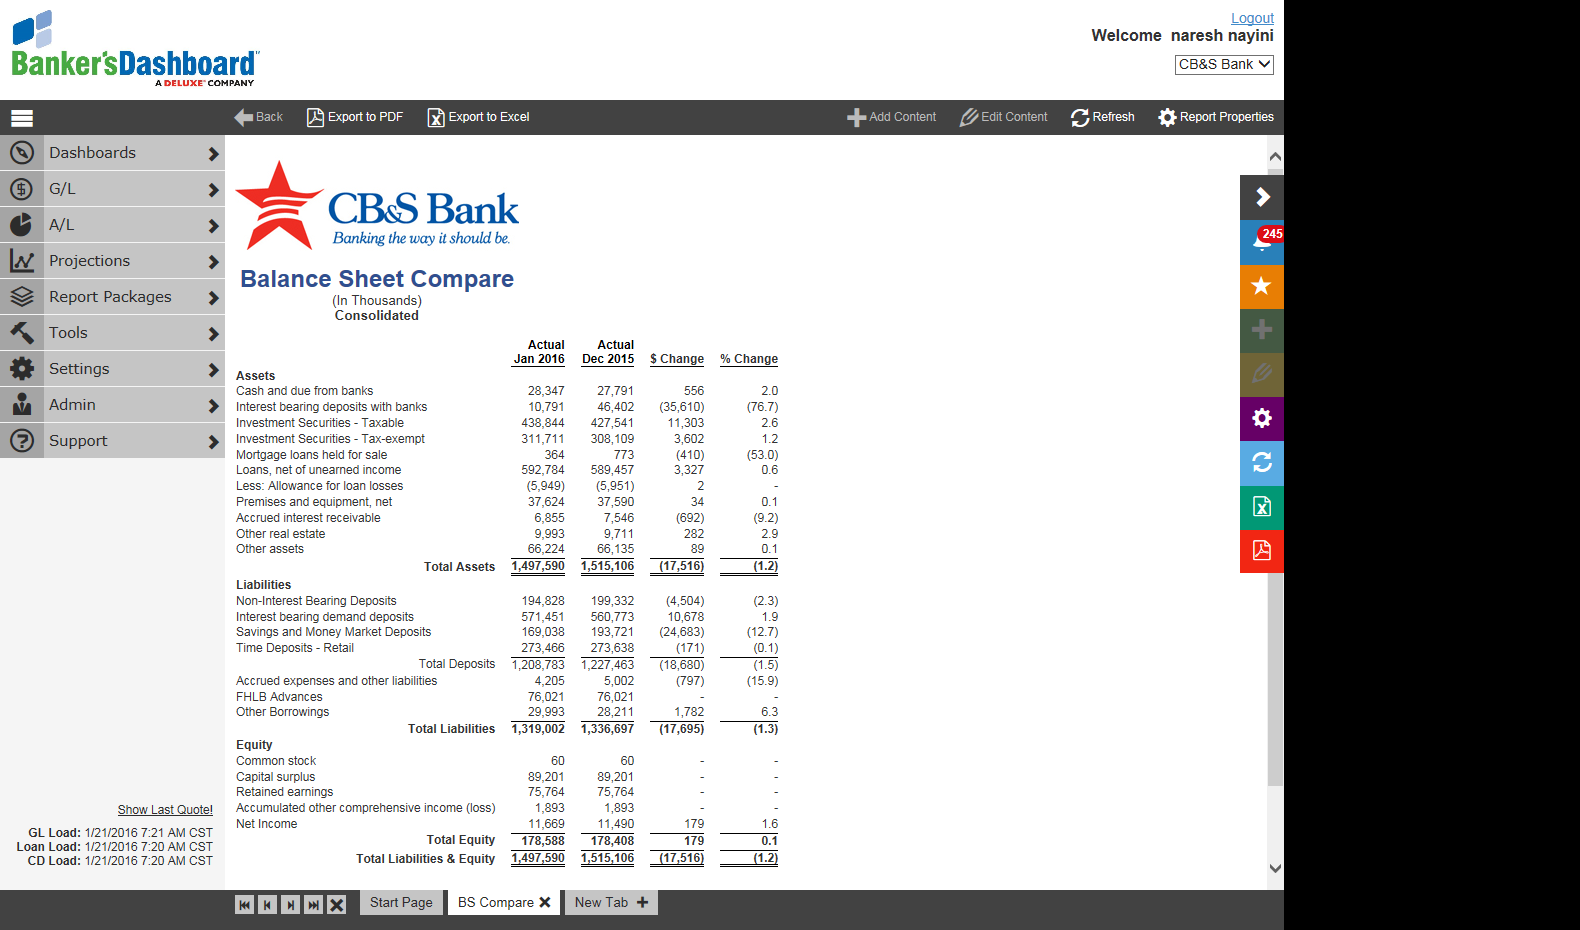 Logout
Welcome naresh nayini
CB&S Bank
Banker'sDashboard
A DELUXE COMPANY
Back Export to PDF Export to Excel Add Content Edit Content Refresh Report Properties
Dashboards
G/L
A/L
Projections
Report Packages
Tools
Settings
Admin
Support
Show Last Quote!
GL Load: 1/21/2016 7:21 AM CST
Loan Load: 1/21/2016 7:20 AM CST
CD Load: 1/21/2016 7:20 AM CST
CB&S Bank
Banking the way it should be.
Balance Sheet Compare
(In Thousands)
Consolidated
Actual Actual
Jan 2016 Dec 2015 $ Change % Change
Assets
Cash and due from banks 28,347 27,791 556 2.0
Interest bearing deposits with banks 10,791 46,402 (35,610) (76.7)
Investment Securities - Taxable 438,844 427,541 11,303 2.6
Investment Securities - Tax-exempt 311,711 308,109 3,602 1.2
Mortgage loans held for sale 364 773 (410) (53.0)
Loans, net of unearned income 592,784 589,457 3,327 0.6
Less: Allowance for loan losses (5,949) (5,951) 2 -
Premises and equipment, net 37,624 37,590 34 0.1
Accrued interest receivable 6,855 7,546 (692) (9.2)
Other real estate 9,993 9,711 282 2.9
Other assets 66,224 66,135 89 0.1
Total Assets 1,497,590 1,515,106 (17,516) (1.2)
Liabilities
Non-Interest Bearing Deposits 194,828 199,332 (4,504) (2.3)
Interest bearing demand deposits 571,451 560,773 10,678 1.9
Savings and Money Market Deposits 169,038 193,721 (24,683) (12.7)
Time Deposits - Retail 273,466 273,638 (171) (0.1)
Total Deposits 1,208,783 1,227,463 (18,680) (1.5)
Accrued expenses and other liabilities 4,205 5,002 (797) (15.9)
FHLB Advances 76,021 76,021 - -
Other Borrowings 29,993 28,211 1,782 6.3
Total Liabilities 1,319,002 1,336,697 (17,695) (1.3)
Equity
Common stock 60 60 - -
Capital surplus 89,201 89,201 - -
Retained earnings 75,764 75,764 - -
Accumulated other comprehensive income (loss) 1,893 1,893 - -
Net Income 11,669 11,490 179 1.6
Total Equity 178,588 178,408 179 0.1
Total Liabilities & Equity 1,497,590 1,515,106 (17,516) (1.2)
245
Start Page BS Compare New Tab